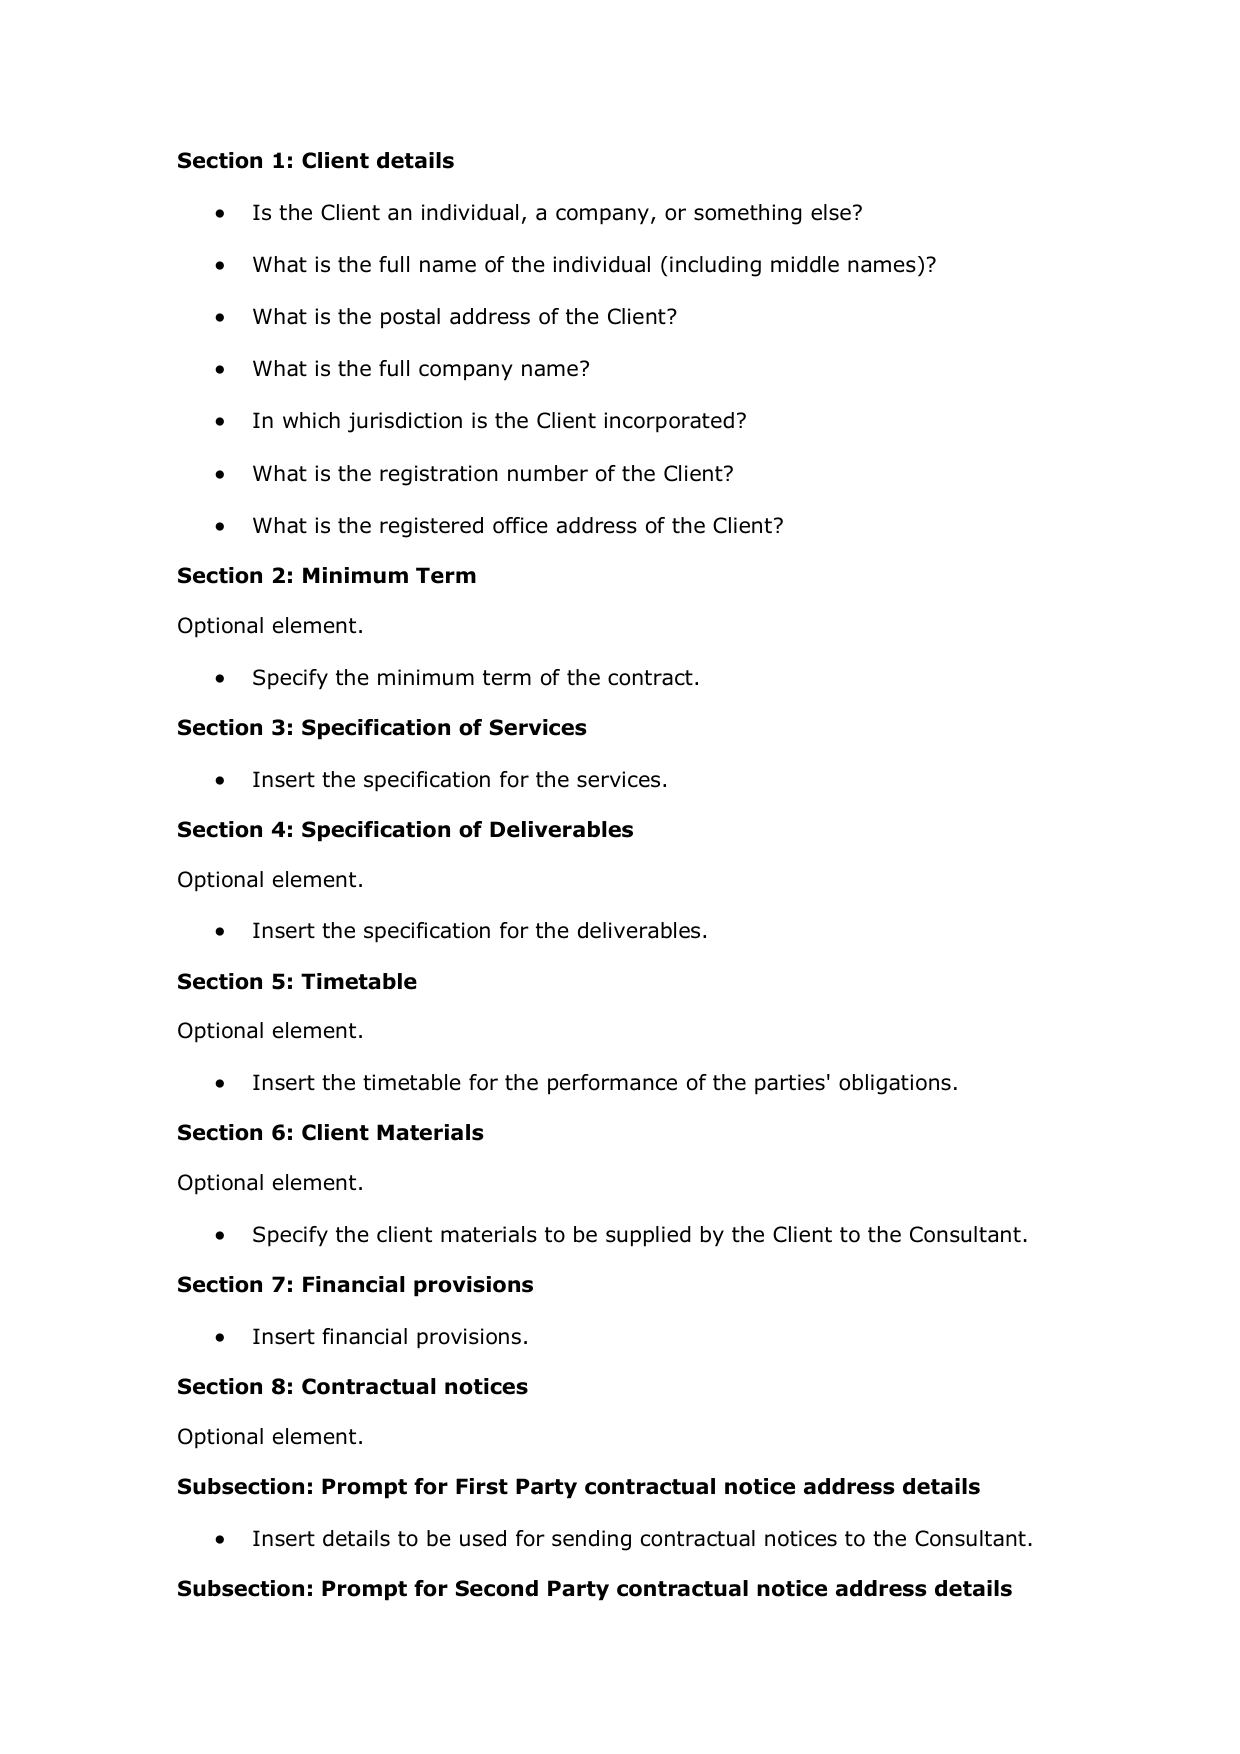 Section 1: Client details
• Is the Client an individual, a company, or something else?
• What is the full name of the individual (including middle names)?
• What is the postal address of the Client?
• What is the full company name?
• In which jurisdiction is the Client incorporated?
• What is the registration number of the Client?
• What is the registered office address of the Client?
Section 2: Minimum Term
Optional element.
• Specify the minimum term of the contract.
Section 3: Specification of Services
• Insert the specification for the services.
Section 4: Specification of Deliverables
Optional element.
• Insert the specification for the deliverables.
Section 5: Timetable
Optional element.
• Insert the timetable for the performance of the parties' obligations.
Section 6: Client Materials
Optional element.
• Specify the client materials to be supplied by the Client to the Consultant.
Section 7: Financial provisions
• Insert financial provisions.
Section 8: Contractual notices
Optional element.
Subsection: Prompt for First Party contractual notice address details
• Insert details to be used for sending contractual notices to the Consultant.
Subsection: Prompt for Second Party contractual notice address details